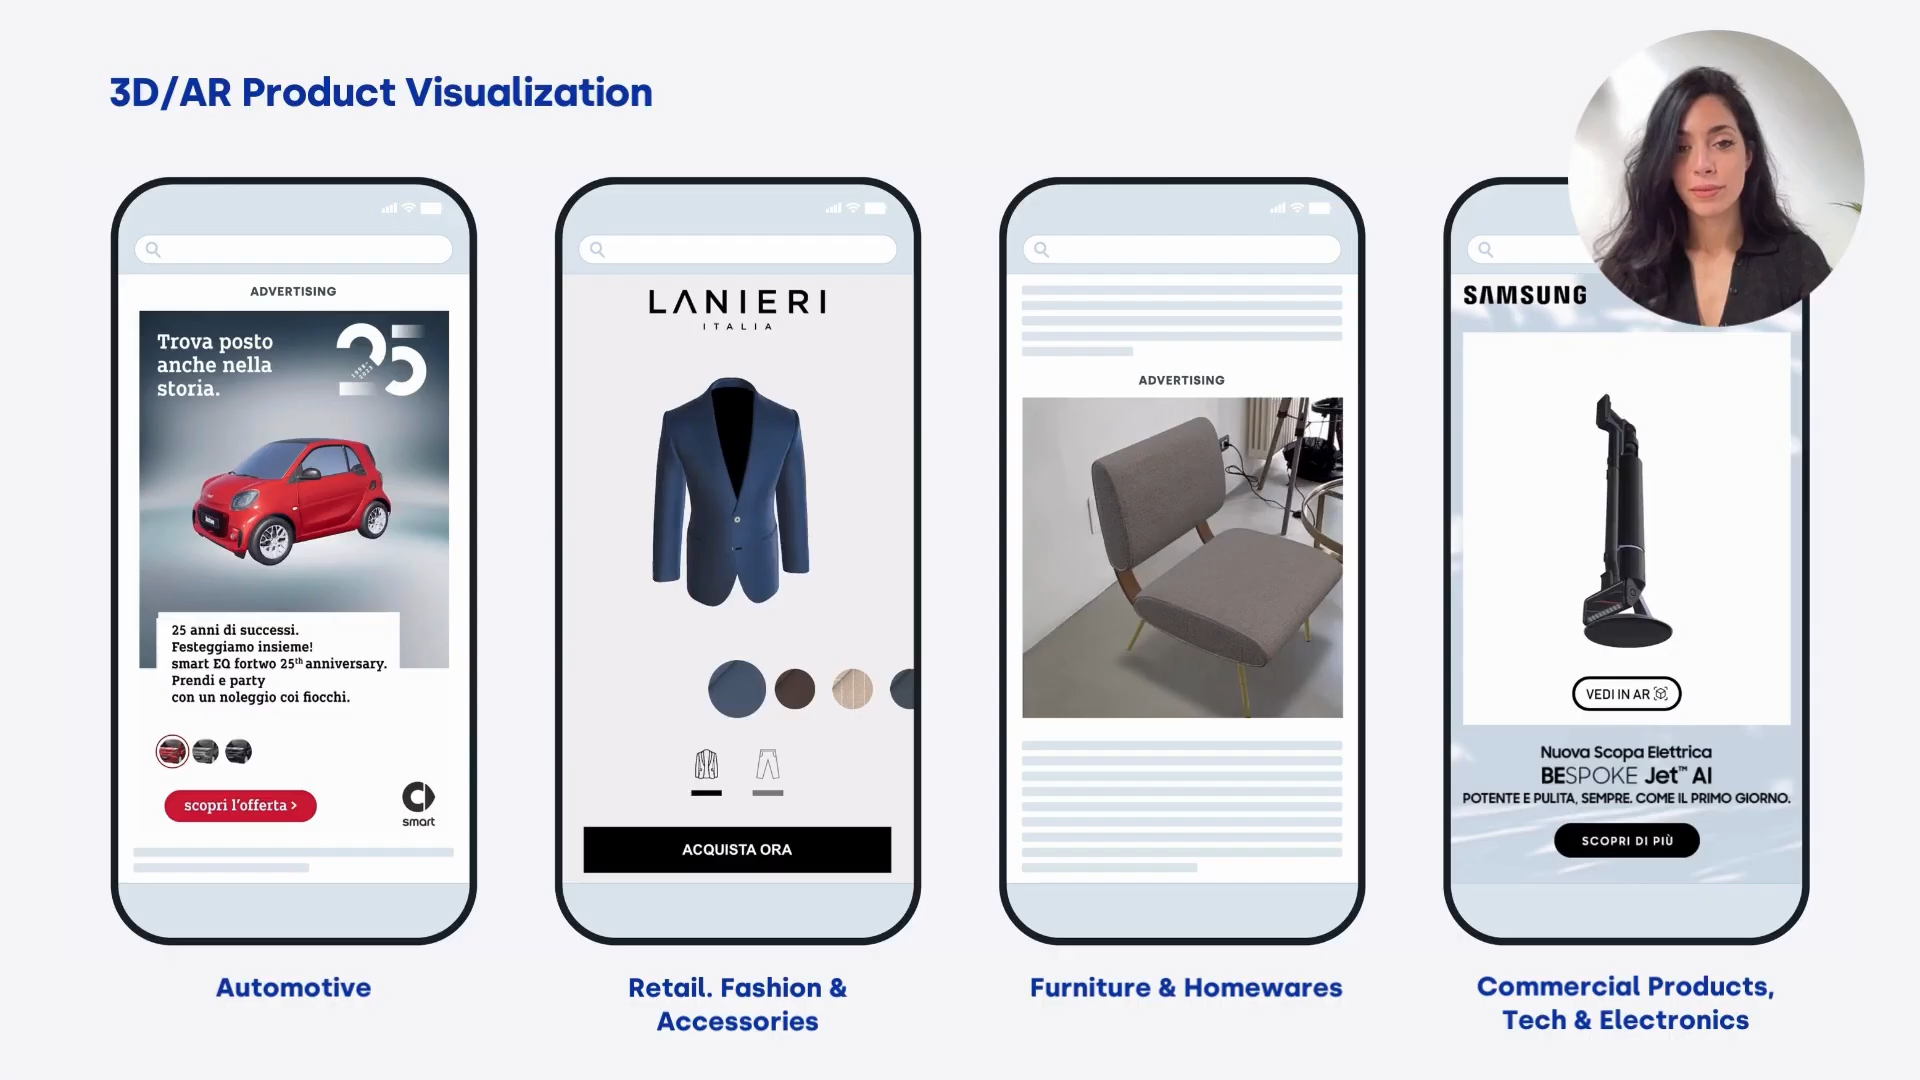 3D/AR Product Visualization
ADVERTISING
Trova posto
anche nella
storia.
25
1998-
2023
25 anni di successi.
Festeggiamo insieme!
smart EQ fortwo 25th anniversary.
Prendi e party
con un noleggio coi fiocchi.
scopri l'offerta >
smart
Automotive
LANIERI
ITALIA
ACQUISTA ORA
Retail. Fashion &
Accessories
ADVERTISING
Furniture & Homewares
SAMSUNG
VEDI IN AR
Nuova Scopa Elettrica
BESPOKE Jet™ AI
POTENTE E PULITA, SEMPRE. COME IL PRIMO GIORNO.
SCOPRI DI PIÙ
Commercial Products,
Tech & Electronics